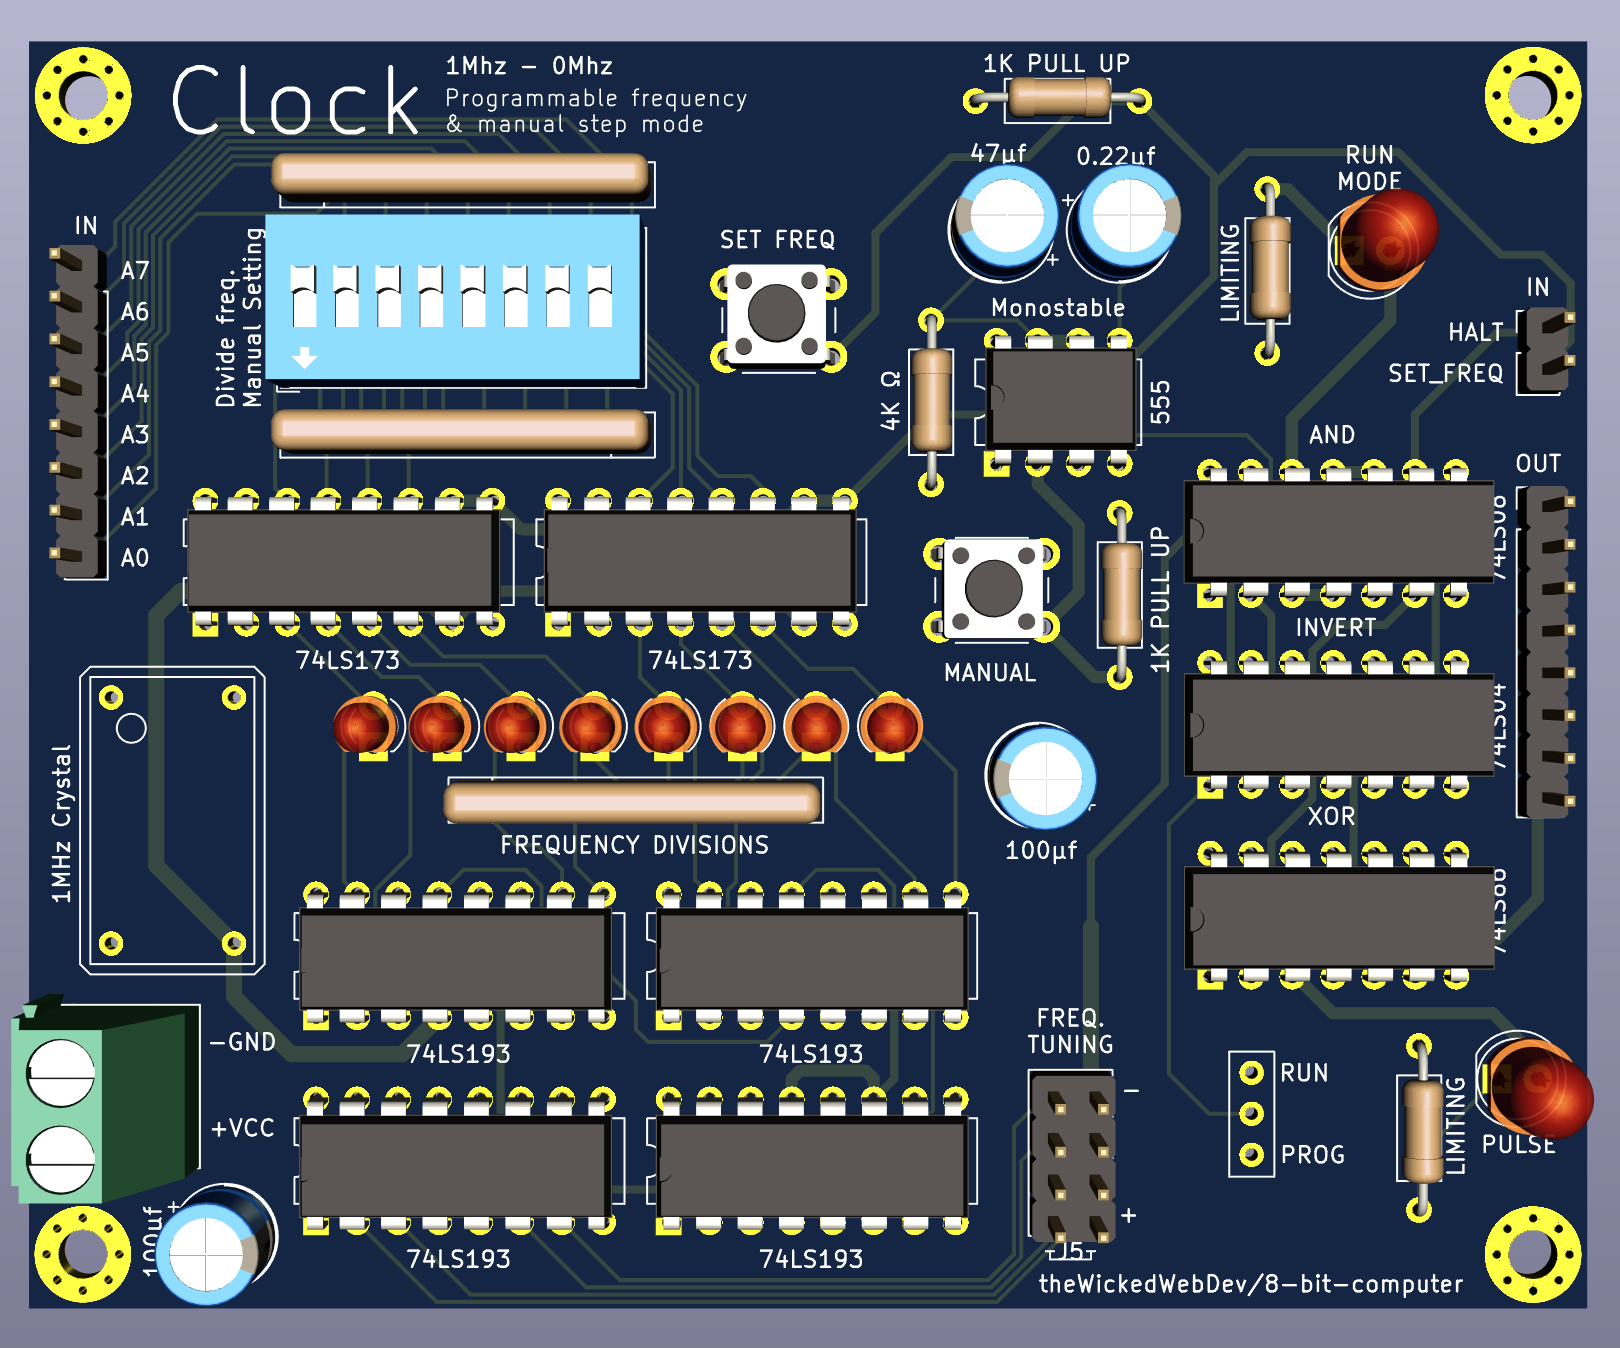 Clock
1Mhz – 0Mhz
Programmable frequency
& manual step mode
1K PULL UP
47µf
0.22uf
RUN
MODE
IN
A7
A6
A5
A4
A3
A2
A1
A0
Divide freq.
Manual Setting
SET FREQ
+
+
Monostable
LIMITING
IN
HALT
SET_FREQ
4K Ω
555
AND
OUT
74LS08
74LS173
74LS173
MANUAL
1K PULL UP
INVERT
74LS04
1MHz Crystal
FREQUENCY DIVISIONS
100µf
XOR
-GND
74LS193
74LS193
FREQ.
TUNING
–
RUN
PROG
LIMITING
PULSE
+VCC
+
J5
100uf
+
74LS193
74LS193
theWickedWebDev/8-bit-computer